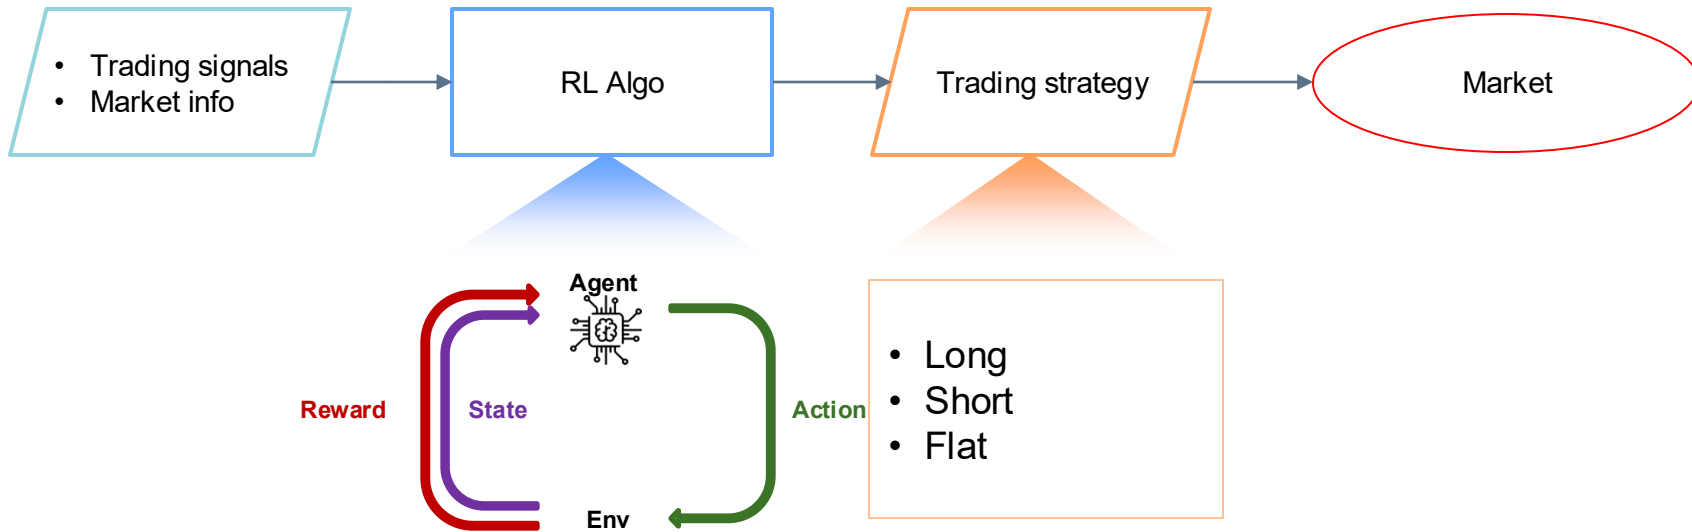 • Trading signals
• Market info
RL Algo
Trading strategy
Market
Agent
Reward
State
Action
Env
• Long
• Short
• Flat